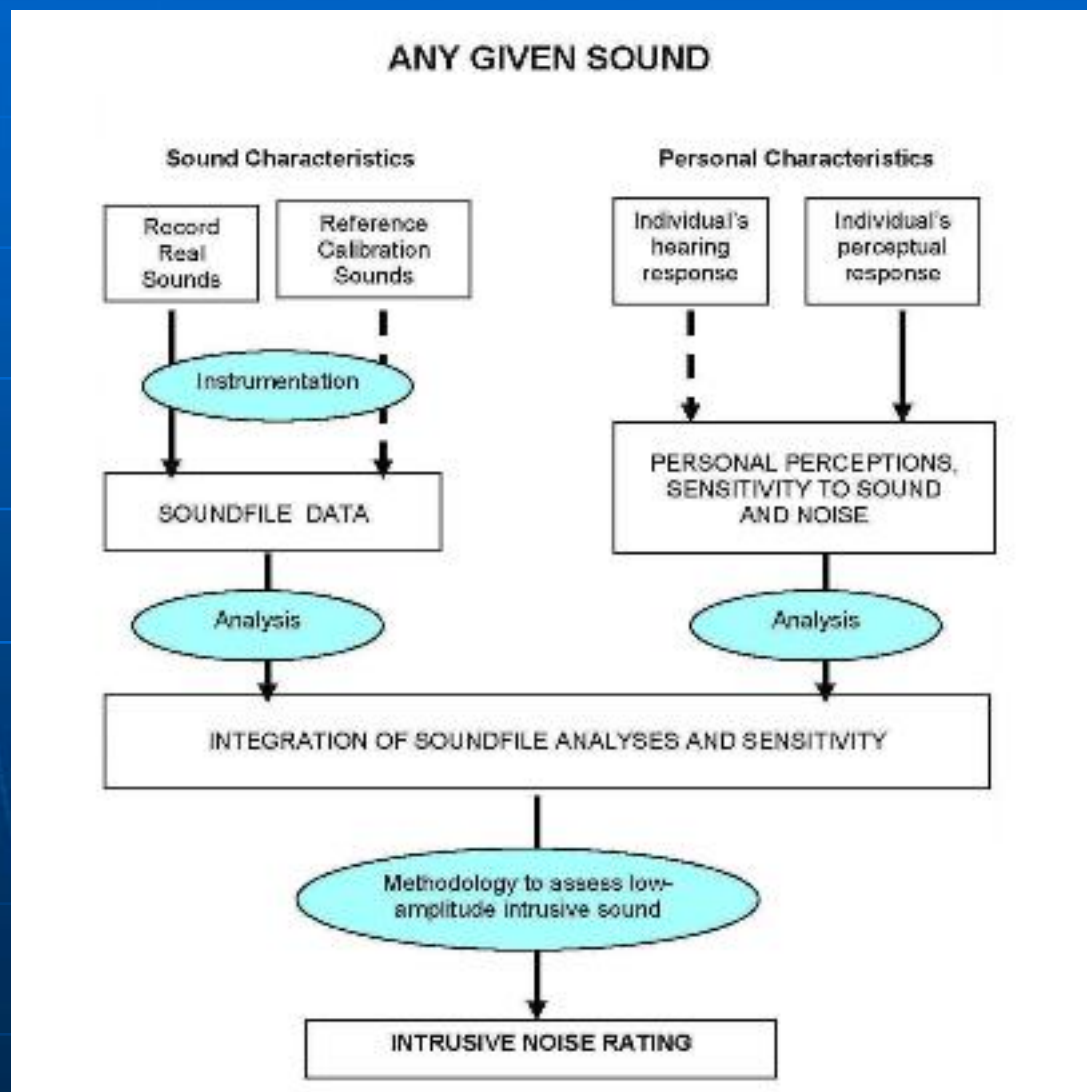 ANY GIVEN SOUND
Sound Characteristics
Personal Characteristics
Record
Real
Sounds
Reference
Calibration
Sounds
Individual's
hearing
response
Individual's
perceptual
response
Instrumentation
SOUNDFILE DATA
PERSONAL PERCEPTIONS,
SENSITIVITY TO SOUND
AND NOISE
Analysis
Analysis
INTEGRATION OF SOUNDFILE ANALYSES AND SENSITIVITY
Methodology to assess low-
amplitude intrusive sound
INTRUSIVE NOISE RATING